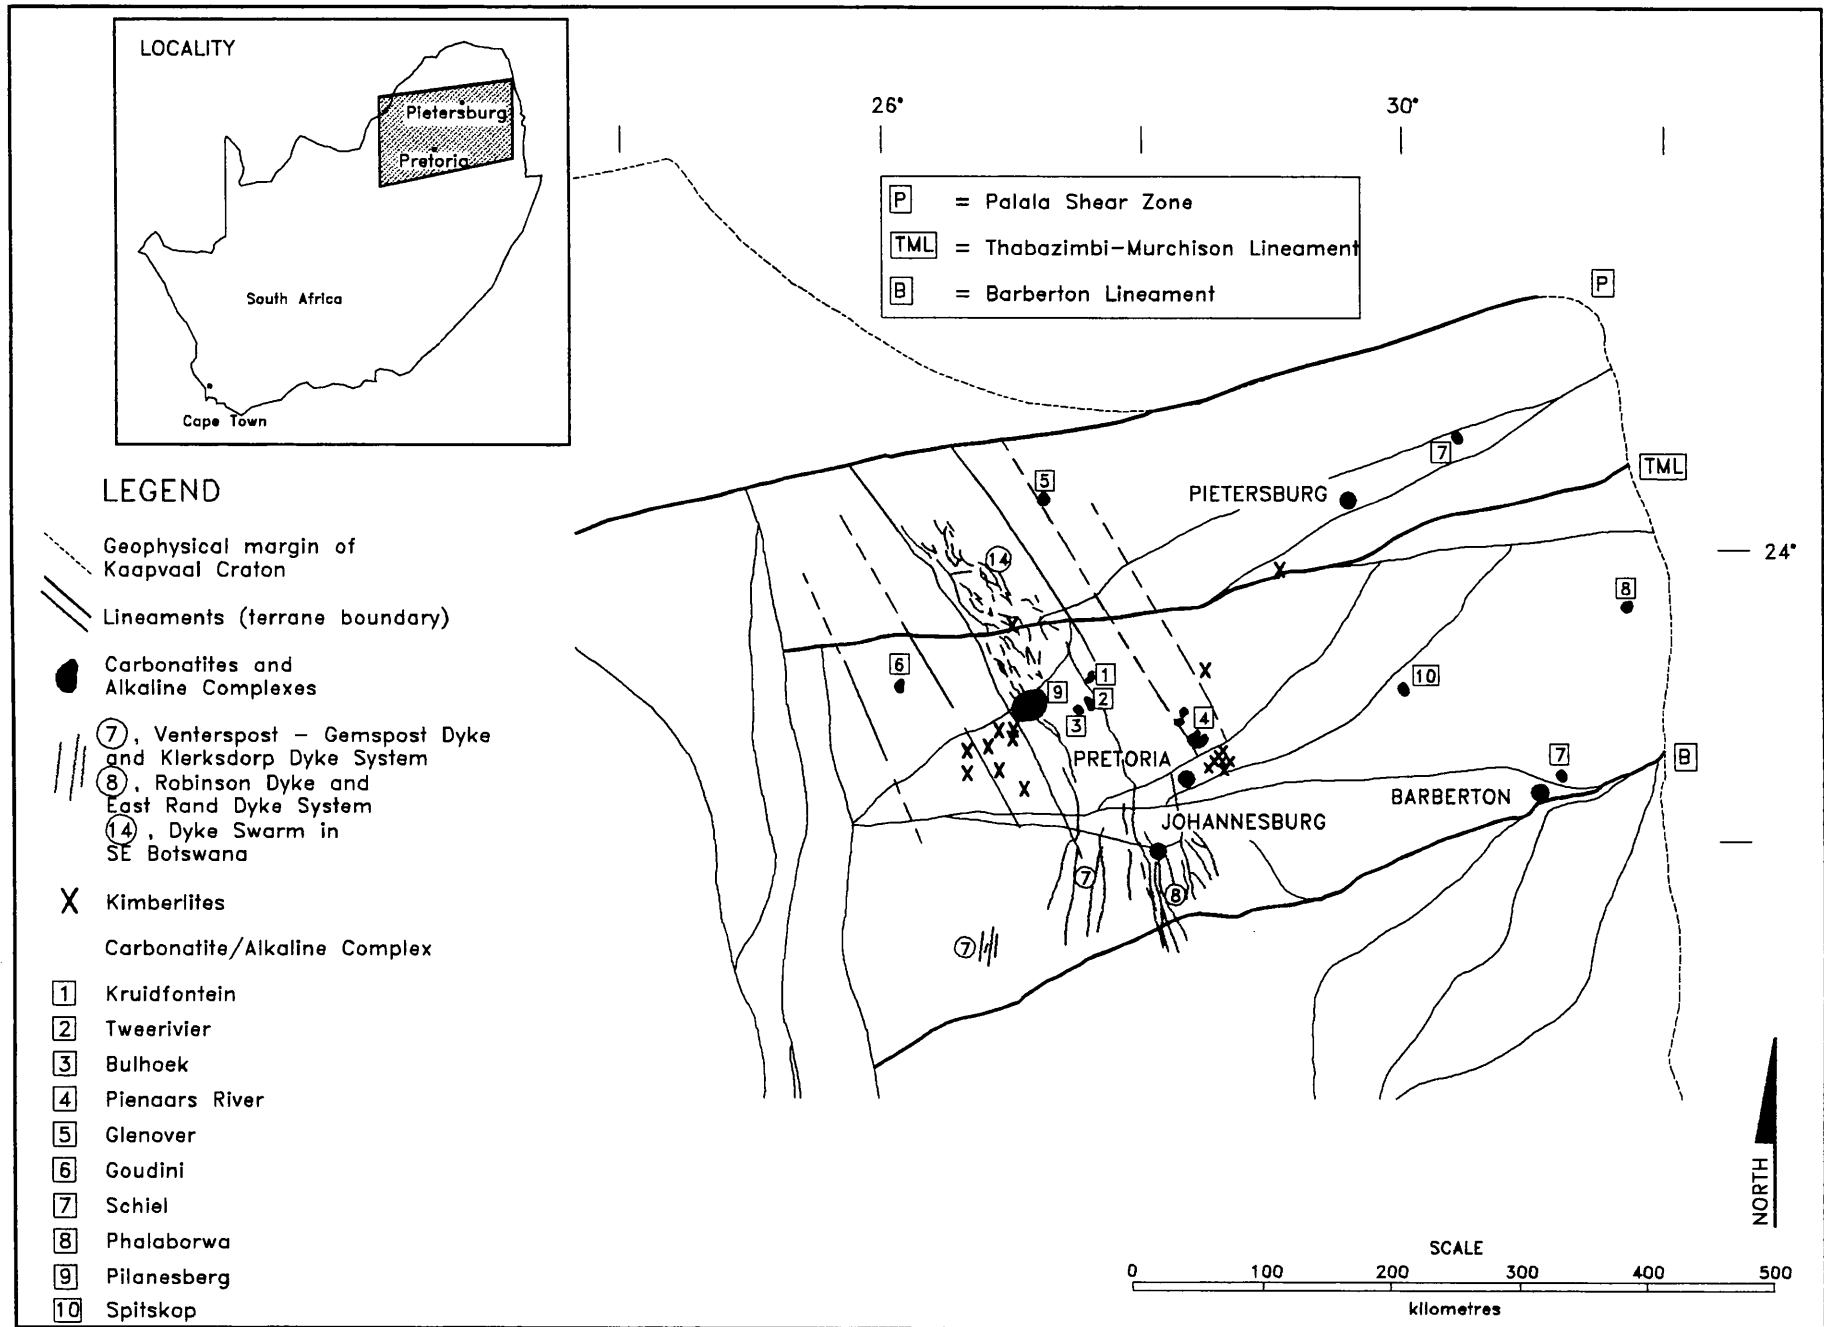 LOCALITY
Pietersburg
Pretoria
South Africa
Cape Town
26°
30°
P = Palala Shear Zone
TML = Thabazimbi-Murchison Lineament
B = Barberton Lineament
P
7
TML
5
PIETERSBURG
24°
14
8
6
1
10
9
2
3
4
PRETORIA
7
B
BARBERTON
JOHANNESBURG
7
8
7
LEGEND
Geophysical margin of
Kaapvaal Craton
Lineaments (terrane boundary)
Carbonatites and
Alkaline Complexes
7, Venterspost - Gemspost Dyke
and Klerksdorp Dyke System
8, Robinson Dyke and
East Rand Dyke System
14, Dyke Swarm in
SE Botswana
X Kimberlites
Carbonatite/Alkaline Complex
1 Kruidfontein
2 Tweerivier
3 Bulhoek
4 Pienaars River
5 Glenover
6 Goudini
7 Schiel
8 Phalaborwa
9 Pilanesberg
10 Spitskop
NORTH
SCALE
0 100 200 300 400 500
kilometres